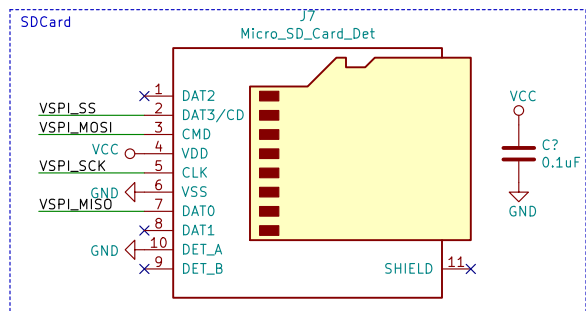 SDCard
J7
Micro_SD_Card_Det
1 DAT2
VSPI_SS 2 DAT3/CD
VSPI_MOSI 3 CMD
VCC 4 VDD
VSPI_SCK 5 CLK
GND 6 VSS
VSPI_MISO 7 DAT0
8 DAT1
GND 10 DET_A
9 DET_B
SHIELD 11
VCC
C?
0.1uF
GND